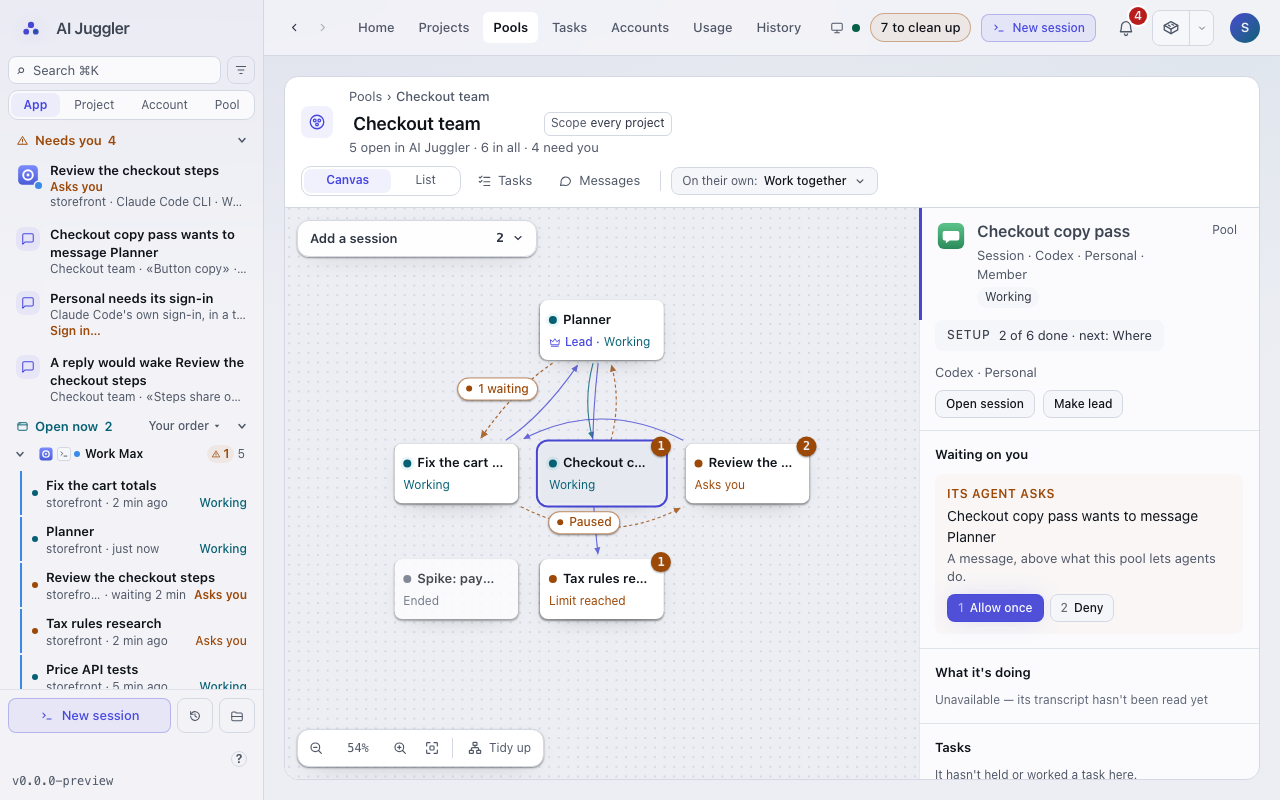 AI Juggler
Search ⌘K
App Project Account Pool
Needs you 4
Review the checkout steps
Asks you
storefront · Claude Code CLI · W...
Checkout copy pass wants to
message Planner
Checkout team · «Button copy» ·...
Personal needs its sign-in
Claude Code's own sign-in, in a t...
Sign in...
A reply would wake Review the
checkout steps
Checkout team · «Steps share o...
Open now 2 Your order
Work Max 1 5
Fix the cart totals
storefront · 2 min ago Working
Planner
storefront · just now Working
Review the checkout steps
storefro... · waiting 2 min Asks you
Tax rules research
storefront · 2 min ago Asks you
Price API tests
storefront · 5 min ago Working
New session
?
v0.0.0-preview
Home Projects Pools Tasks Accounts Usage History
7 to clean up
New session
4
S
Pools › Checkout team
Checkout team
Scope every project
5 open in AI Juggler · 6 in all · 4 need you
Canvas List Tasks Messages
On their own: Work together
Add a session 2
Planner
Lead · Working
1 waiting
Fix the cart ...
Working
1
Checkout c...
Working
2
Review the ...
Asks you
Paused
Spike: pay...
Ended
1
Tax rules re...
Limit reached
54%
Tidy up
Checkout copy pass
Pool
Session · Codex · Personal ·
Member
Working
SETUP 2 of 6 done · next: Where
Codex · Personal
Open session Make lead
Waiting on you
ITS AGENT ASKS
Checkout copy pass wants to message
Planner
A message, above what this pool lets agents
do.
1 Allow once 2 Deny
What it's doing
Unavailable — its transcript hasn't been read yet
Tasks
It hasn't held or worked a task here.